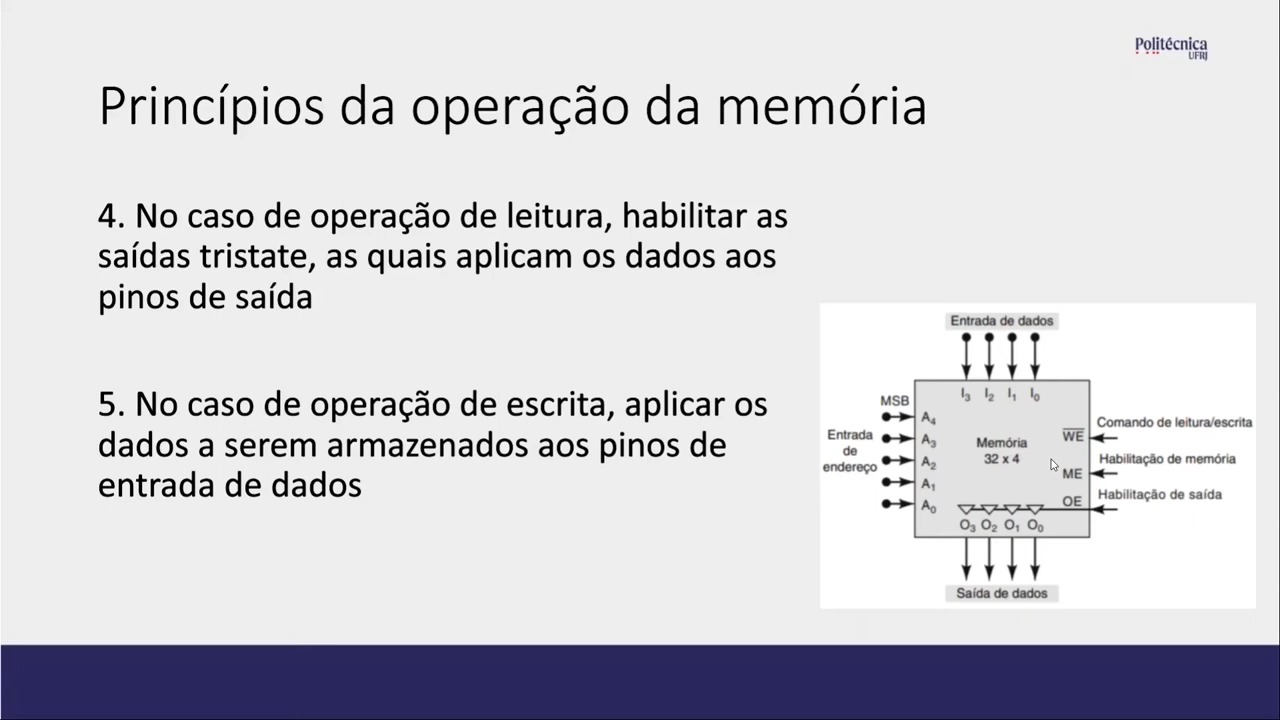 Politécnica
UFRJ
Princípios da operação da memória
4. No caso de operação de leitura, habilitar as
saídas tristate, as quais aplicam os dados aos
pinos de saída
5. No caso de operação de escrita, aplicar os
dados a serem armazenados aos pinos de
entrada de dados
Entrada de dados
I₃ I₂ I₁ I₀
MSB
A₄
A₃
A₂
A₁
A₀
Entrada
de
endereço
Memória
32 x 4
W̅E̅
ME
OE
Comando de leitura/escrita
Habilitação de memória
Habilitação de saída
O₃ O₂ O₁ O₀
Saída de dados